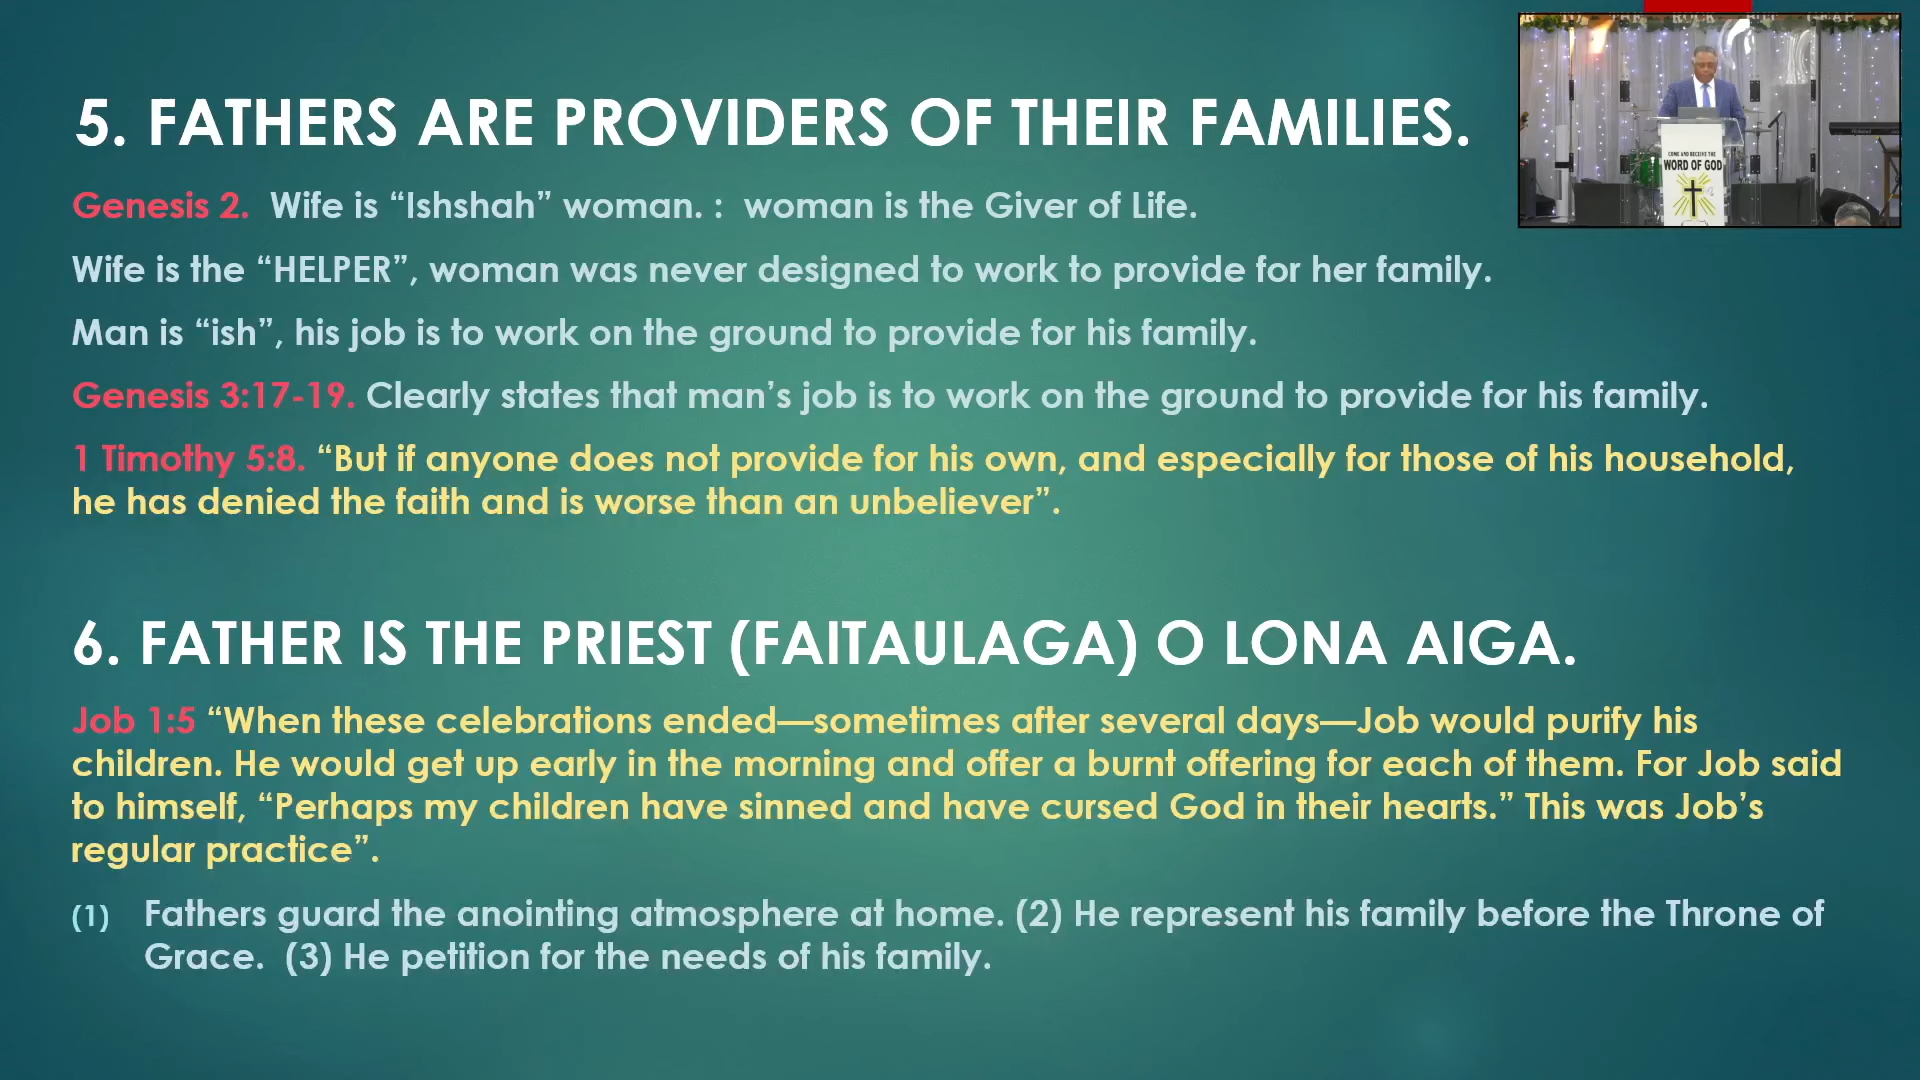 5. FATHERS ARE PROVIDERS OF THEIR FAMILIES.
Genesis 2. Wife is “Ishshah” woman. : woman is the Giver of Life.
Wife is the “HELPER”, woman was never designed to work to provide for her family.
Man is “ish”, his job is to work on the ground to provide for his family.
Genesis 3:17-19. Clearly states that man’s job is to work on the ground to provide for his family.
1 Timothy 5:8. “But if anyone does not provide for his own, and especially for those of his household,
he has denied the faith and is worse than an unbeliever”.
6. FATHER IS THE PRIEST (FAITAULAGA) O LONA AIGA.
Job 1:5 “When these celebrations ended—sometimes after several days—Job would purify his
children. He would get up early in the morning and offer a burnt offering for each of them. For Job said
to himself, “Perhaps my children have sinned and have cursed God in their hearts.” This was Job’s
regular practice”.
(1) Fathers guard the anointing atmosphere at home. (2) He represent his family before the Throne of
Grace. (3) He petition for the needs of his family.
ROCK
COME AND RECEIVE THE
WORD OF GOD